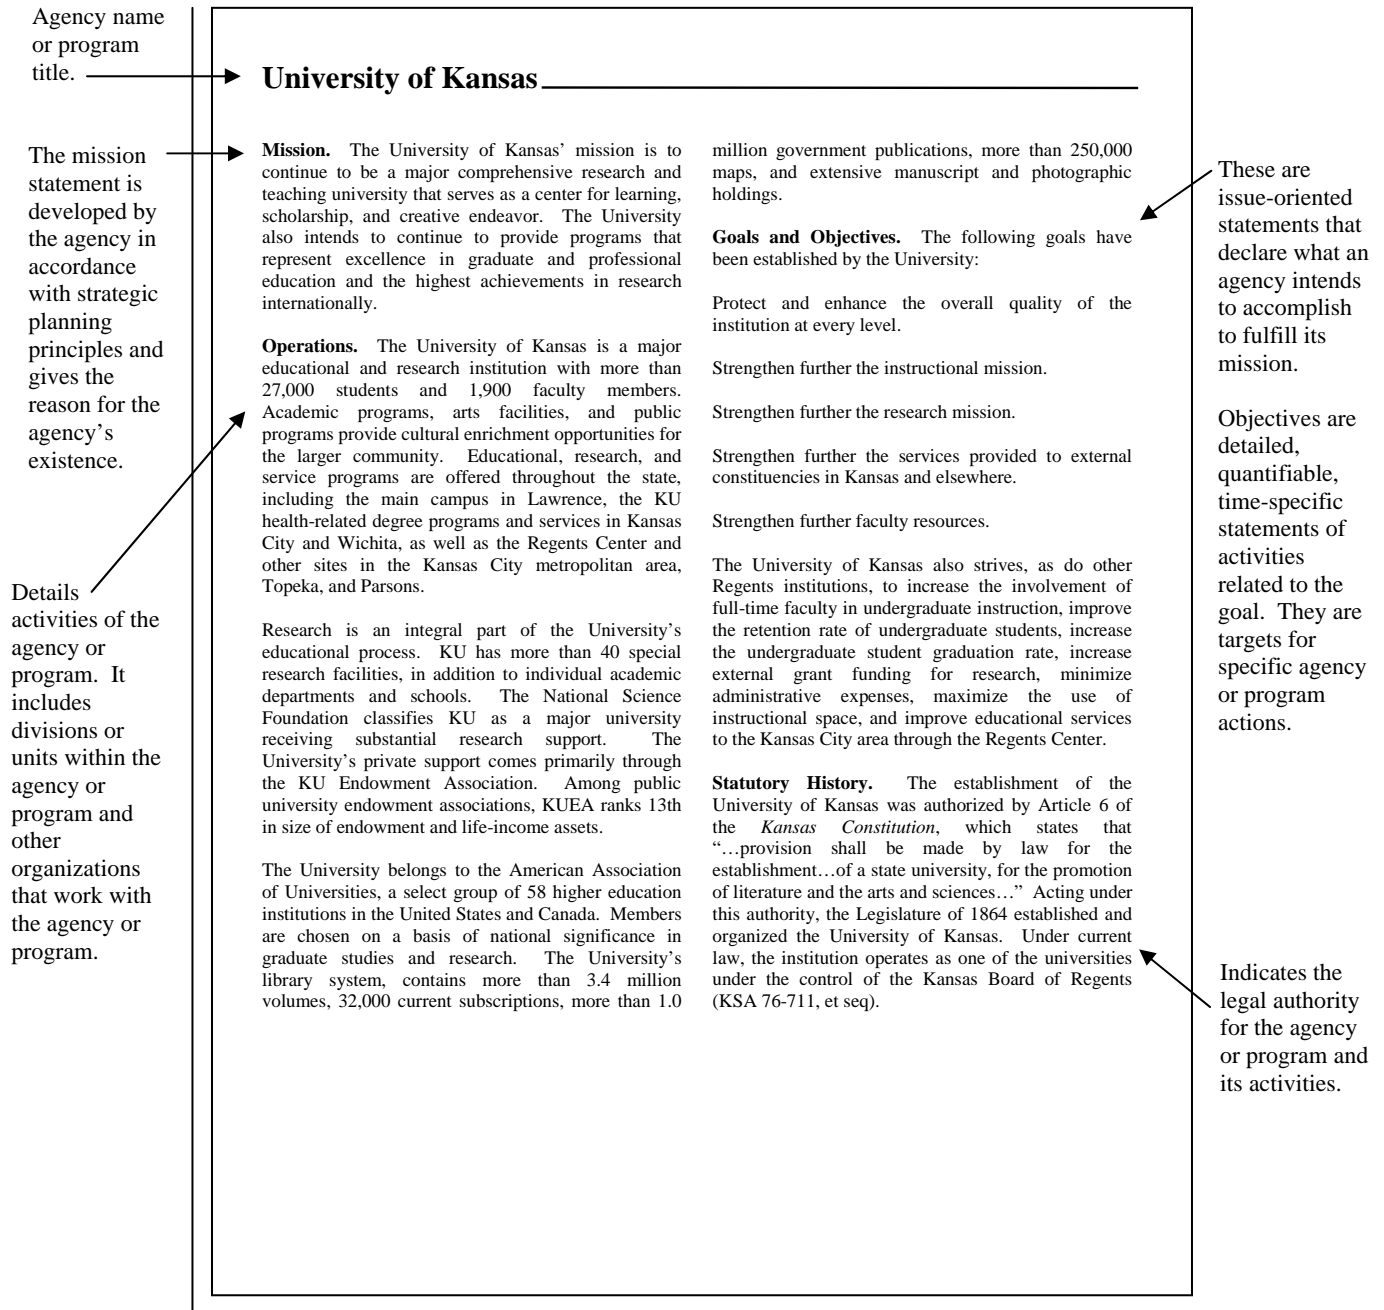 Agency name
or program
title.
The mission
statement is
developed by
the agency in
accordance
with strategic
planning
principles and
gives the
reason for the
agency’s
existence.
Details
activities of the
agency or
program.  It
includes
divisions or
units within the
agency or
program and
other
organizations
that work with
the agency or
program.
University of Kansas
Mission.  The University of Kansas’ mission is to
continue to be a major comprehensive research and
teaching university that serves as a center for learning,
scholarship, and creative endeavor.  The University
also intends to continue to provide programs that
represent excellence in graduate and professional
education and the highest achievements in research
internationally.
Operations.  The University of Kansas is a major
educational and research institution with more than
27,000 students and 1,900 faculty members.
Academic programs, arts facilities, and public
programs provide cultural enrichment opportunities for
the larger community.  Educational, research, and
service programs are offered throughout the state,
including the main campus in Lawrence, the KU
health-related degree programs and services in Kansas
City and Wichita, as well as the Regents Center and
other sites in the Kansas City metropolitan area,
Topeka, and Parsons.
Research is an integral part of the University’s
educational process.  KU has more than 40 special
research facilities, in addition to individual academic
departments and schools.  The National Science
Foundation classifies KU as a major university
receiving substantial research support.  The
University’s private support comes primarily through
the KU Endowment Association.  Among public
university endowment associations, KUEA ranks 13th
in size of endowment and life-income assets.
The University belongs to the American Association
of Universities, a select group of 58 higher education
institutions in the United States and Canada.  Members
are chosen on a basis of national significance in
graduate studies and research.  The University’s
library system, contains more than 3.4 million
volumes, 32,000 current subscriptions, more than 1.0
million government publications, more than 250,000
maps, and extensive manuscript and photographic
holdings.
Goals and Objectives.  The following goals have
been established by the University:
Protect and enhance the overall quality of the
institution at every level.
Strengthen further the instructional mission.
Strengthen further the research mission.
Strengthen further the services provided to external
constituencies in Kansas and elsewhere.
Strengthen further faculty resources.
The University of Kansas also strives, as do other
Regents institutions, to increase the involvement of
full-time faculty in undergraduate instruction, improve
the retention rate of undergraduate students, increase
the undergraduate student graduation rate, increase
external grant funding for research, minimize
administrative expenses, maximize the use of
instructional space, and improve educational services
to the Kansas City area through the Regents Center.
Statutory History.  The establishment of the
University of Kansas was authorized by Article 6 of
the Kansas Constitution, which states that
“…provision shall be made by law for the
establishment…of a state university, for the promotion
of literature and the arts and sciences…”  Acting under
this authority, the Legislature of 1864 established and
organized the University of Kansas.  Under current
law, the institution operates as one of the universities
under the control of the Kansas Board of Regents
(KSA 76-711, et seq).
These are
issue-oriented
statements that
declare what an
agency intends
to accomplish
to fulfill its
mission.
Objectives are
detailed,
quantifiable,
time-specific
statements of
activities
related to the
goal.  They are
targets for
specific agency
or program
actions.
Indicates the
legal authority
for the agency
or program and
its activities.